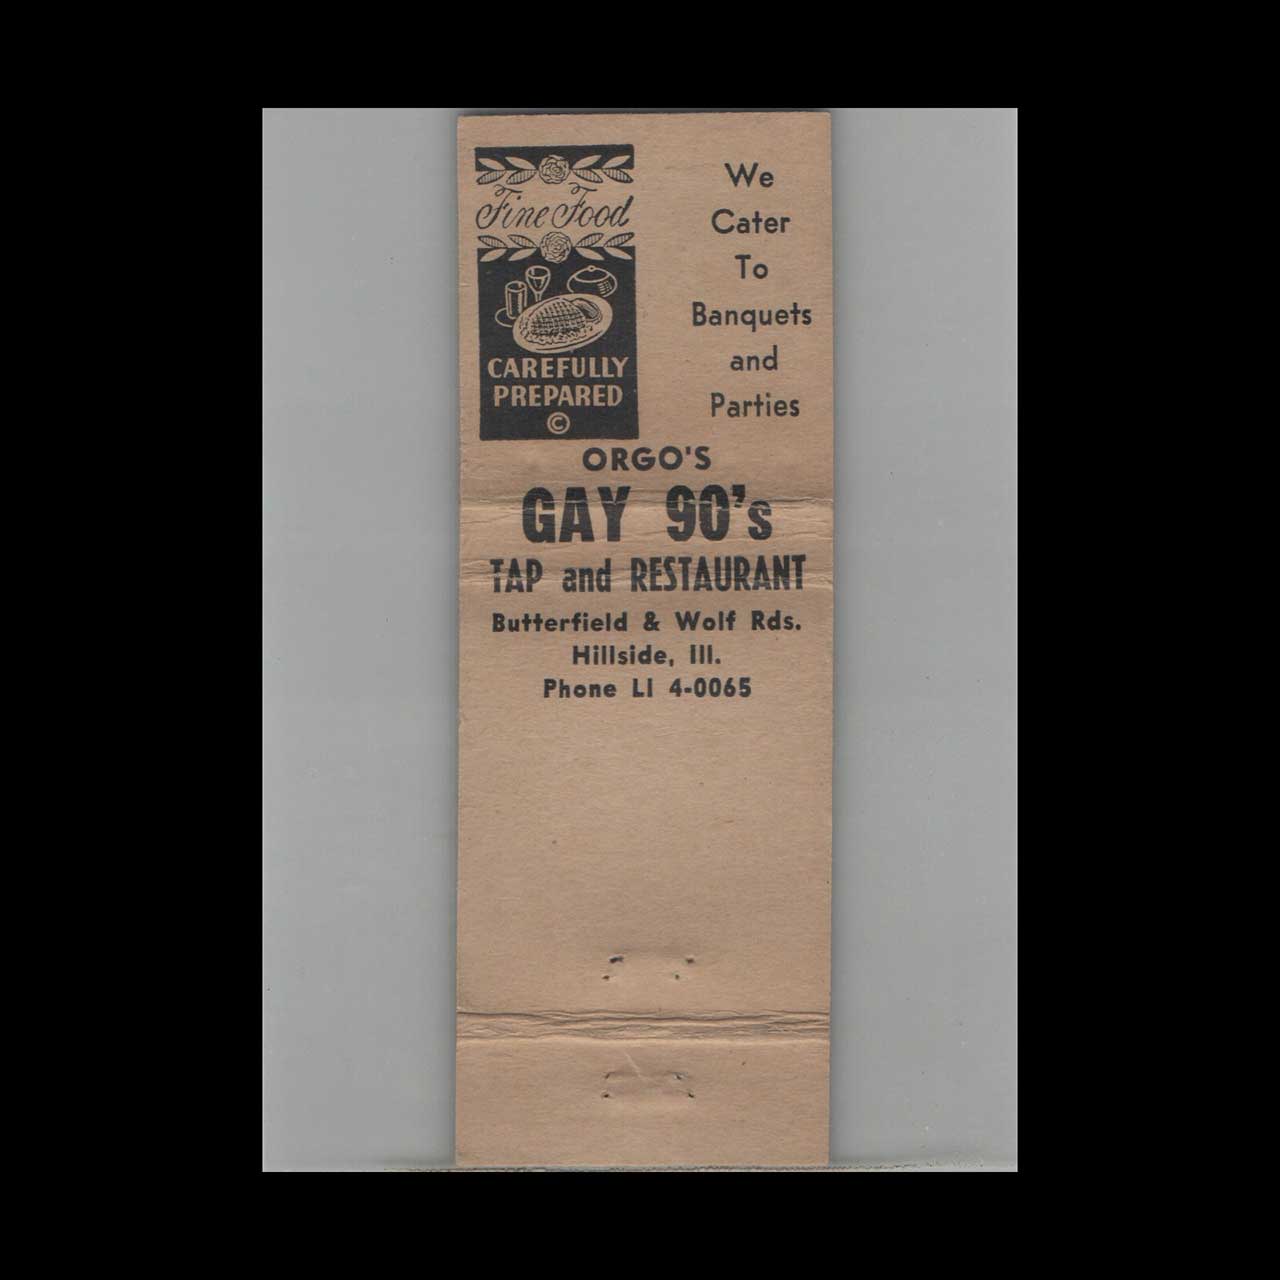 Fine Food
CAREFULLY
PREPARED
©
We
Cater
To
Banquets
and
Parties
ORGO'S
GAY 90's
TAP and RESTAURANT
Butterfield & Wolf Rds.
Hillside, Ill.
Phone LI 4-0065